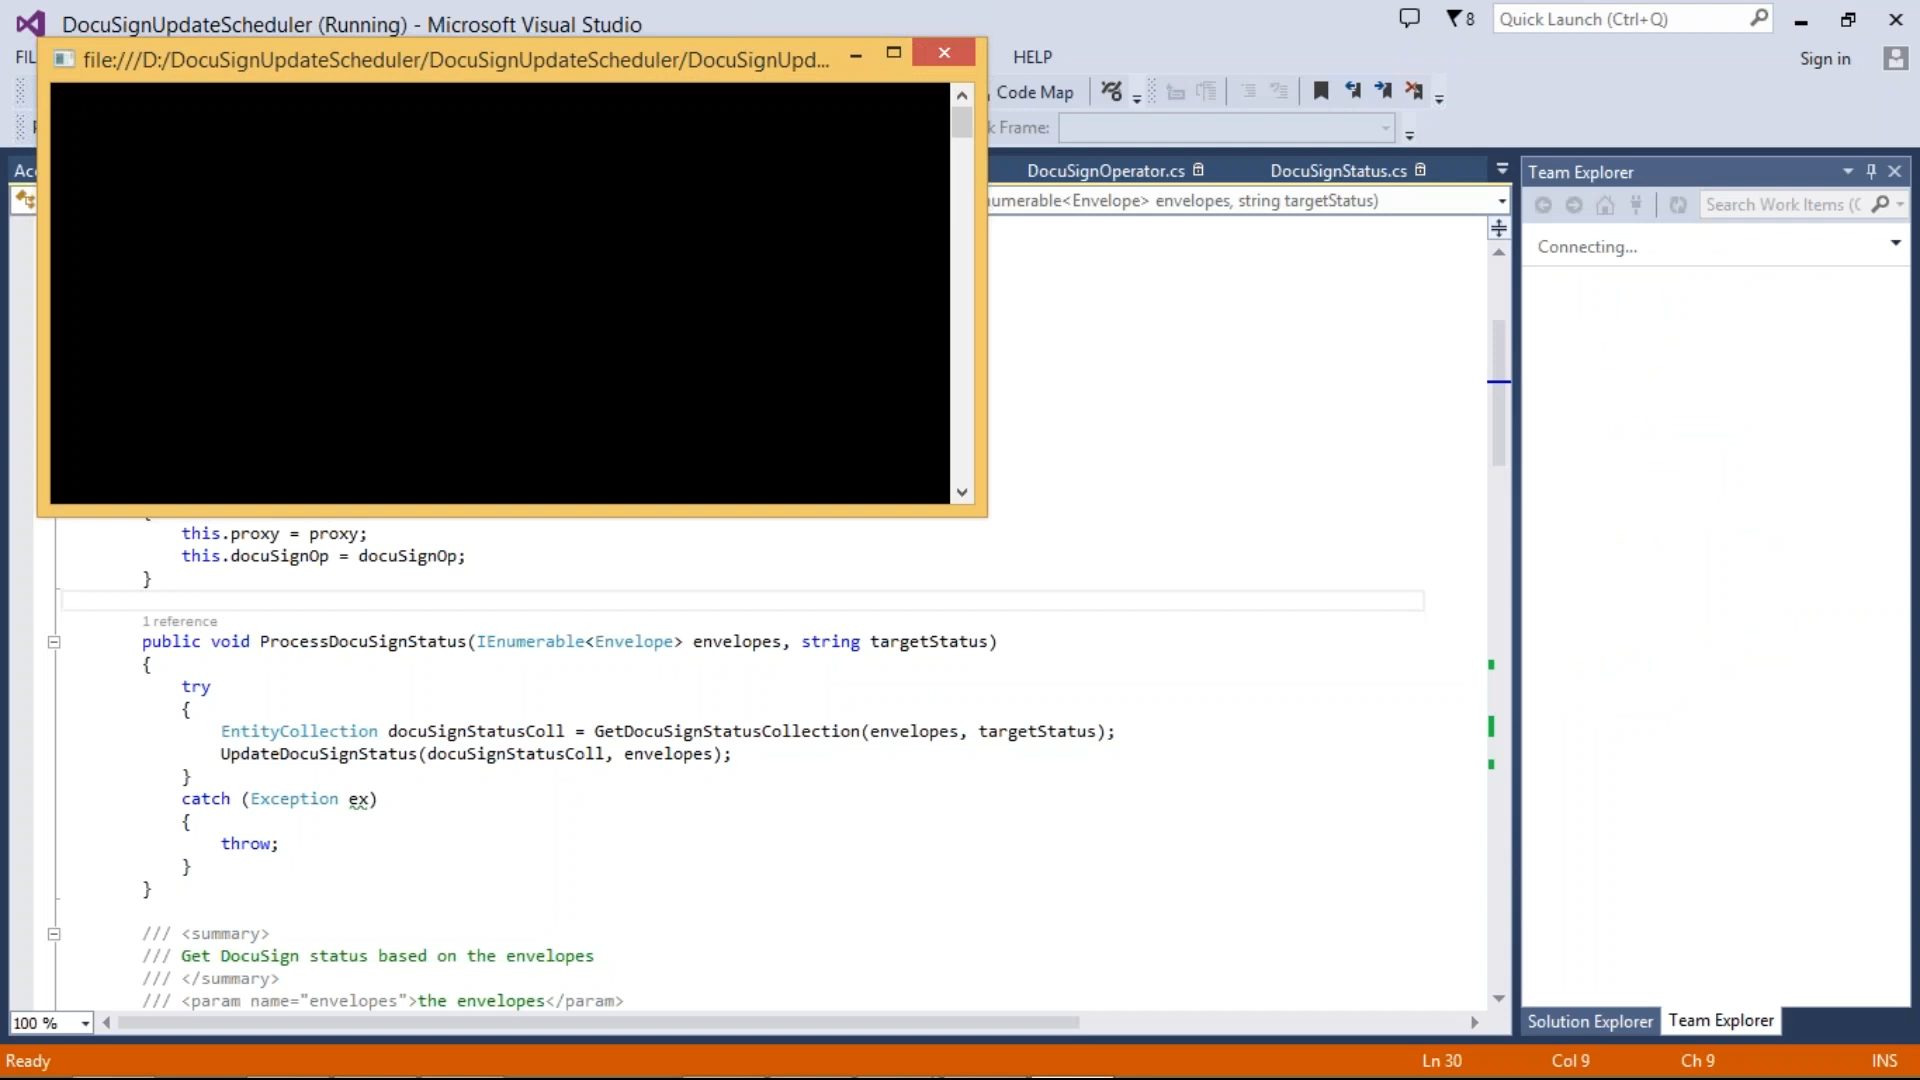 DocuSignUpdateScheduler (Running) - Microsoft Visual Studio
8
Quick Launch (Ctrl+Q)
FIL
HELP
Sign in
file:///D:/DocuSignUpdateScheduler/DocuSignUpdateScheduler/DocuSignUpd...
Code Map
k Frame:
Acc
DocuSignOperator.cs
DocuSignStatus.cs
Team Explorer
numerable<Envelope> envelopes, string targetStatus)
Search Work Items (C
Connecting...
{
this.proxy = proxy;
this.docuSignOp = docuSignOp;
}
1 reference
public void ProcessDocuSignStatus(IEnumerable<Envelope> envelopes, string targetStatus)
{
try
{
EntityCollection docuSignStatusColl = GetDocuSignStatusCollection(envelopes, targetStatus);
UpdateDocuSignStatus(docuSignStatusColl, envelopes);
}
catch (Exception ex)
{
throw;
}
}
/// <summary>
/// Get DocuSign status based on the envelopes
/// </summary>
/// <param name="envelopes">the envelopes</param>
100 %
Solution Explorer
Team Explorer
Ready
Ln 30
Col 9
Ch 9
INS